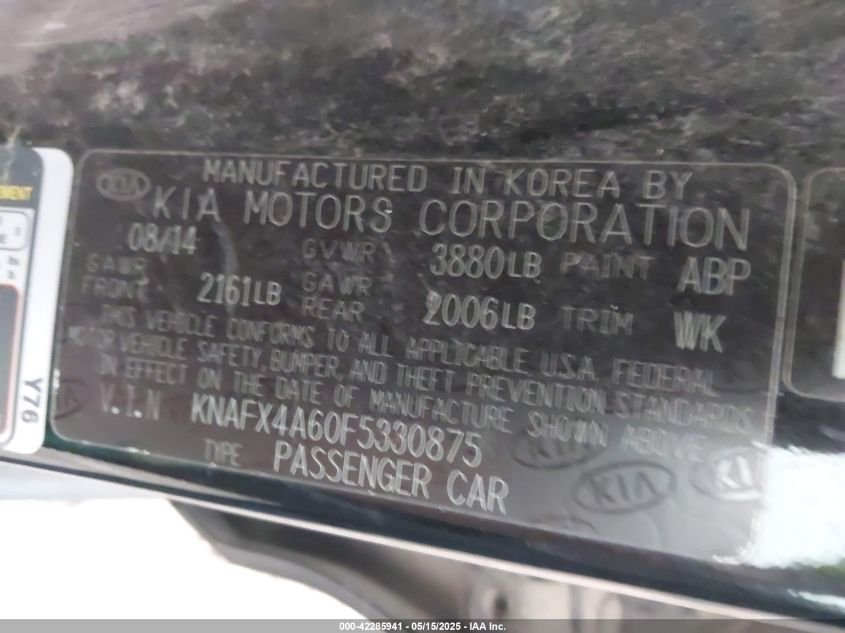 MANUFACTURED IN KOREA BY
KIA KIA MOTORS CORPORATION
08/14 GVWR 3880LB PAINT ABP
GAWR FRONT 2161LB GAWR REAR 2006LB TRIM WK
THIS VEHICLE CONFORMS TO ALL APPLICABLE U.S.A. FEDERAL
MOTOR VEHICLE SAFETY, BUMPER, AND THEFT PREVENTION STANDARDS
IN EFFECT ON THE DATE OF MANUFACTURE SHOWN ABOVE
V.I.N KNAFX4A60F5330875
TYPE PASSENGER CAR
KIA KIA
Y76
000-42285941 - 05/15/2025 - IAA Inc.